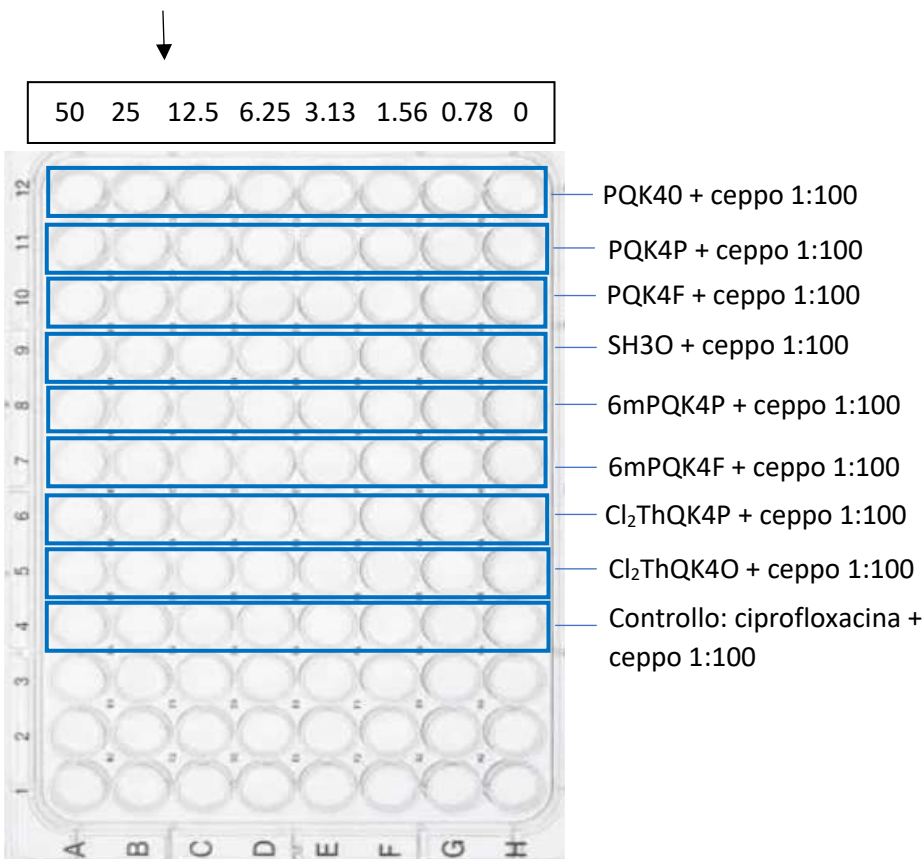 50 25 12.5 6.25 3.13 1.56 0.78 0
12 PQK40 + ceppo 1:100
11 PQK4P + ceppo 1:100
10 PQK4F + ceppo 1:100
9 SH3O + ceppo 1:100
8 6mPQK4P + ceppo 1:100
7 6mPQK4F + ceppo 1:100
6 Cl₂ThQK4P + ceppo 1:100
5 Cl₂ThQK4O + ceppo 1:100
4 Controllo: ciprofloxacina +
ceppo 1:100
3
2
1
A B C D E F G H